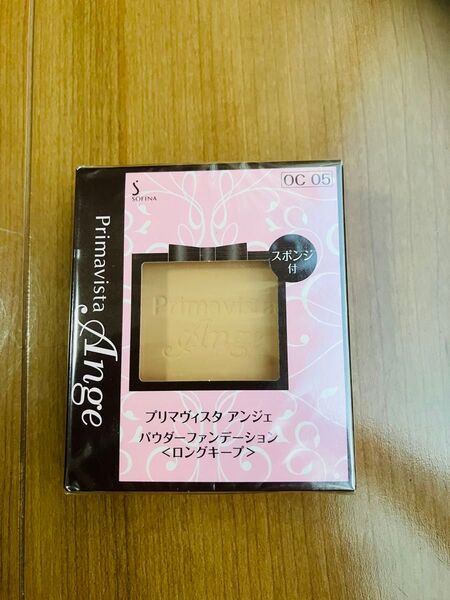 Primavista Ange
S
SOFINA
OC 05
スポンジ
付
Primavista
Ange
プリマヴィスタ アンジェ
パウダーファンデーション
<ロングキープ>